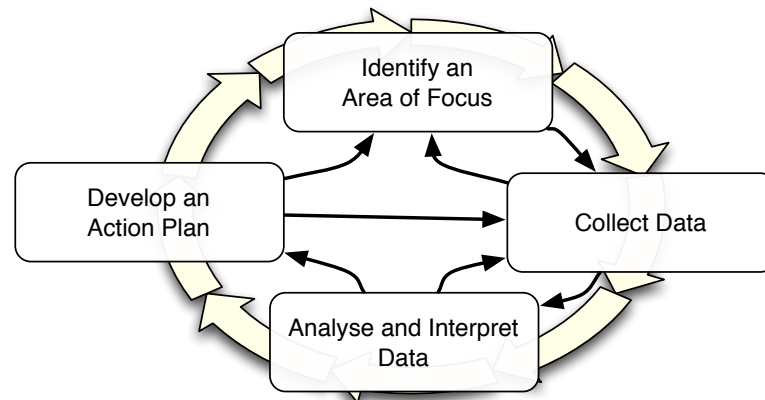 Identify an
Area of Focus
Develop an
Action Plan
Collect Data
Analyse and Interpret
Data